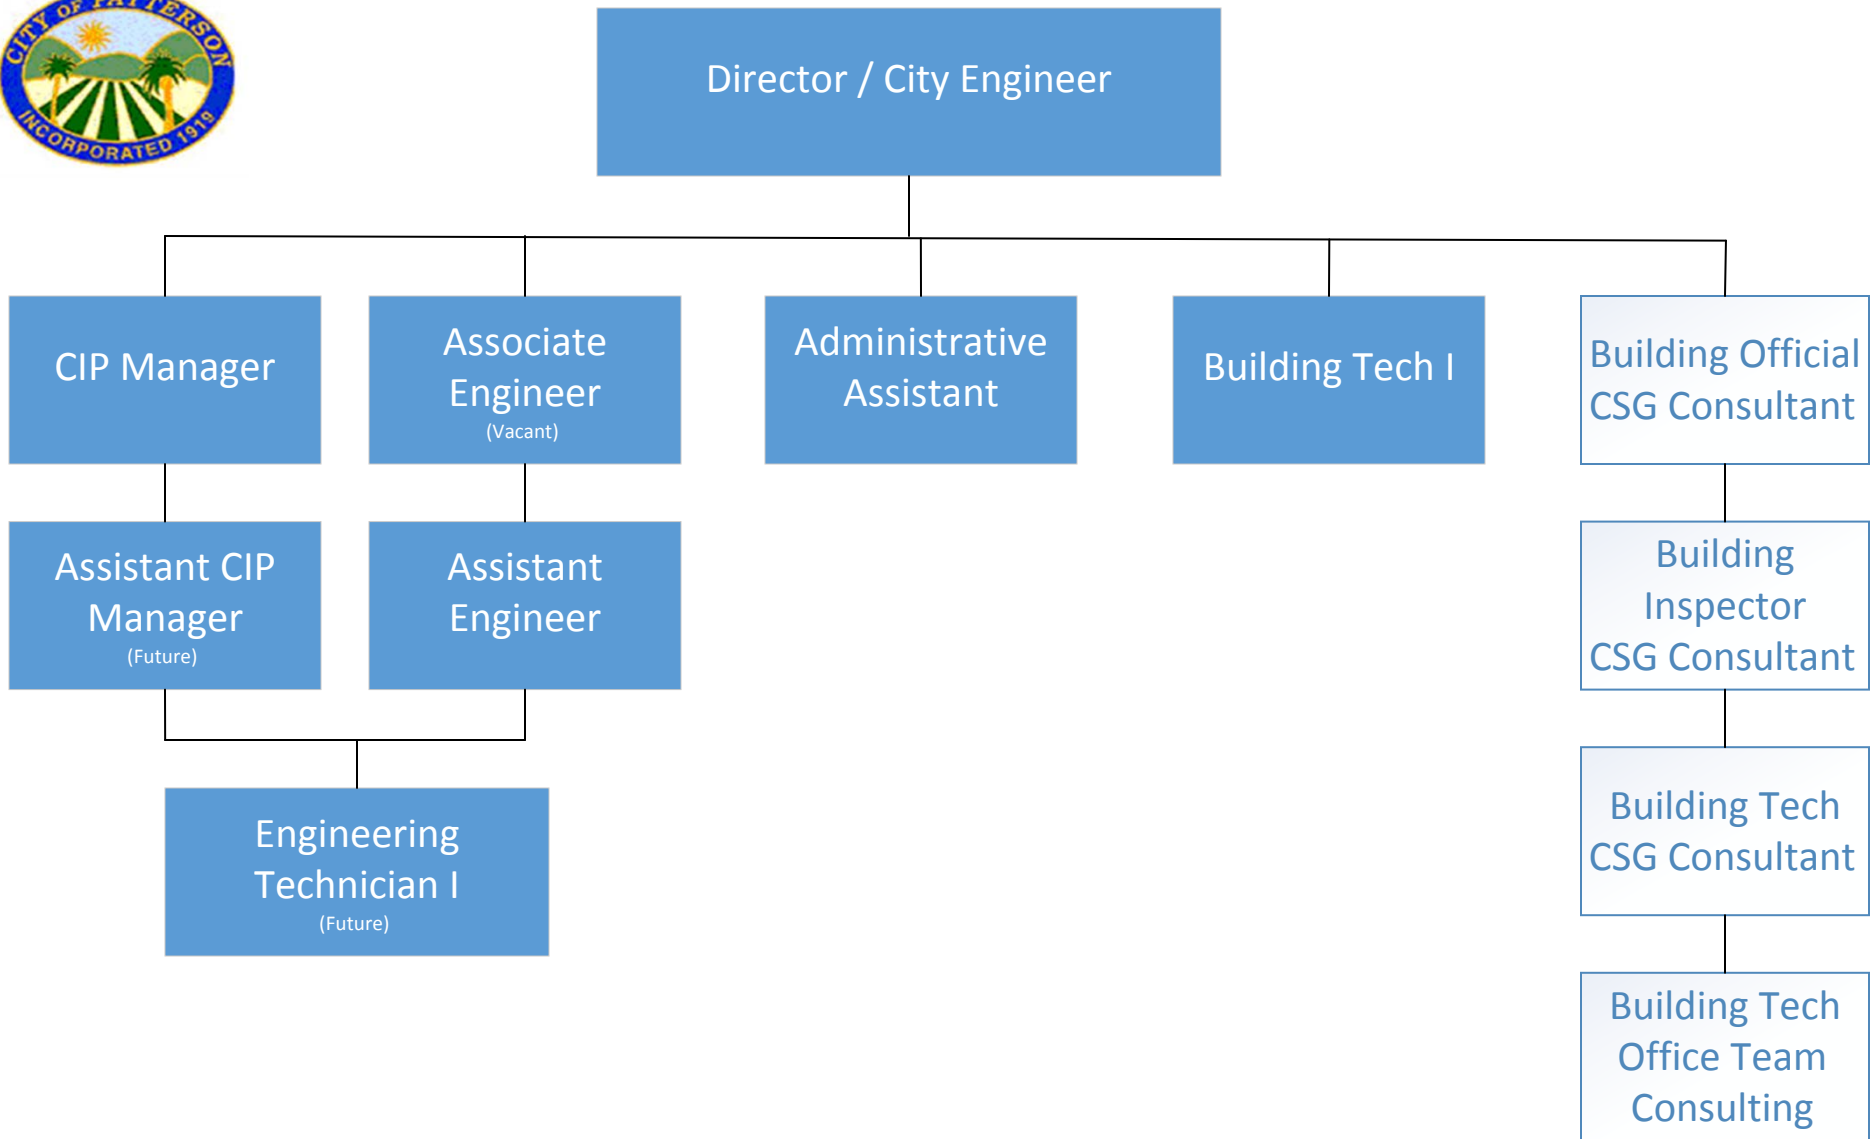 CITY OF PATTERSON
INCORPORATED 1919
Director / City Engineer
CIP Manager
Associate
Engineer
(Vacant)
Administrative
Assistant
Building Tech I
Building Official
CSG Consultant
Assistant CIP
Manager
(Future)
Assistant
Engineer
Building
Inspector
CSG Consultant
Engineering
Technician I
(Future)
Building Tech
CSG Consultant
Building Tech
Office Team
Consulting